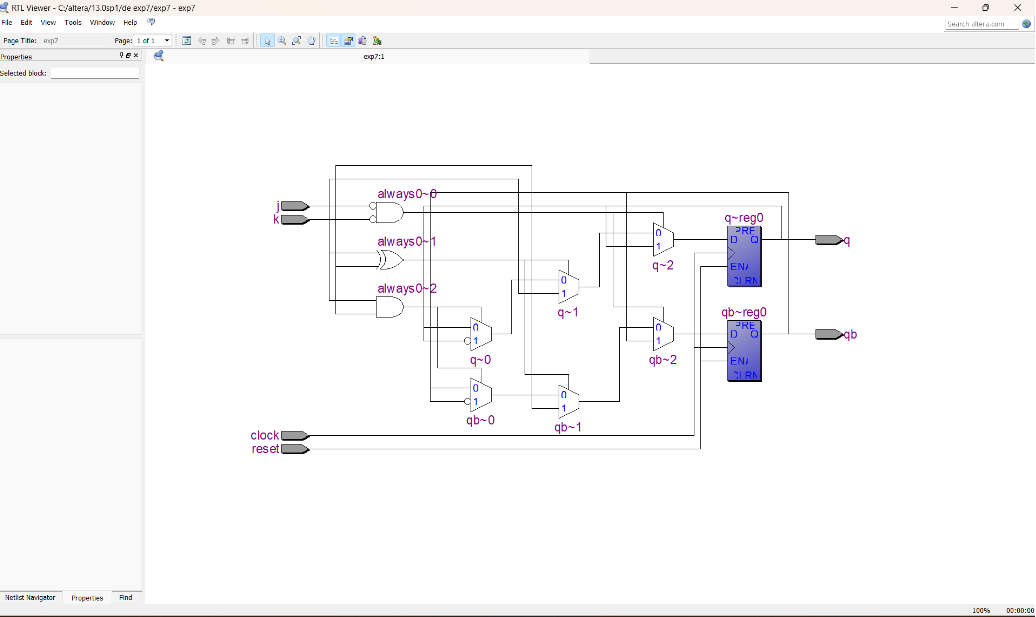 RTL Viewer - C:/altera/13.0sp1/de exp7/exp7 - exp7
File Edit View Tools Window Help
Search altera.com
Page Title: exp7 Page: 1 of 1
Properties
exp7:1
Selected block:
always0~0
j
k
q~reg0
PRE
D Q
ENA
CLRN
q
always0~1
0
1
q~2
always0~2
0
1
q~1
qb~reg0
PRE
D Q
ENA
CLRN
qb
0
1
q~0
0
1
qb~2
0
1
qb~0
0
1
qb~1
clock
reset
Netlist Navigator Properties Find
100% 00:00:00